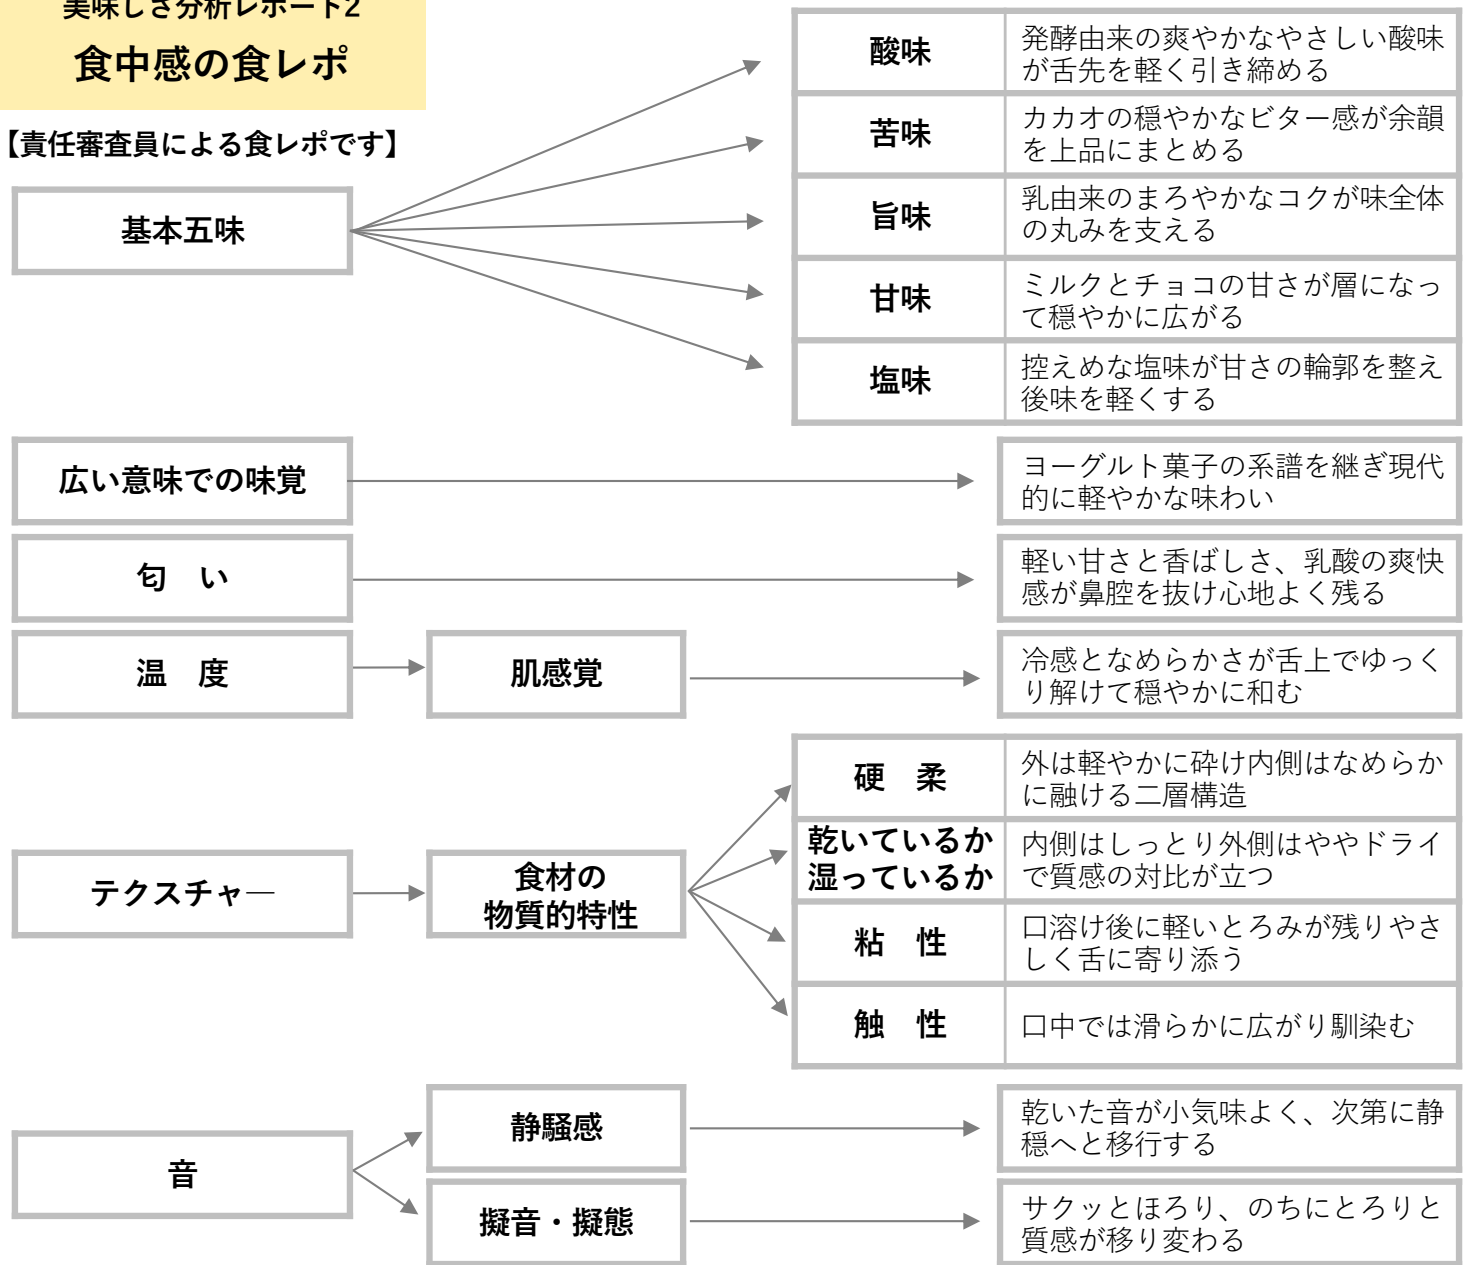 美味しさ分析レポート2
食中感の食レポ
【責任審査員による食レポです】
基本五味
酸味
発酵由来の爽やかなやさしい酸味
が舌先を軽く引き締める
苦味
カカオの穏やかなビター感が余韻
を上品にまとめる
旨味
乳由来のまろやかなコクが味全体
の丸みを支える
甘味
ミルクとチョコの甘さが層になっ
て穏やかに広がる
塩味
控えめな塩味が甘さの輪郭を整え
後味を軽くする
広い意味での味覚
ヨーグルト菓子の系譜を継ぎ現代
的に軽やかな味わい
匂　い
軽い甘さと香ばしさ、乳酸の爽快
感が鼻腔を抜け心地よく残る
温　度
肌感覚
冷感となめらかさが舌上でゆっく
り解けて穏やかに和む
テクスチャ―
食材の
物質的特性
硬　柔
外は軽やかに砕け内側はなめらか
に融ける二層構造
乾いているか
湿っているか
内側はしっとり外側はややドライ
で質感の対比が立つ
粘　性
口溶け後に軽いとろみが残りやさ
しく舌に寄り添う
触　性
口中では滑らかに広がり馴染む
音
静騒感
乾いた音が小気味よく、次第に静
穏へと移行する
擬音・擬態
サクッとほろり、のちにとろりと
質感が移り変わる